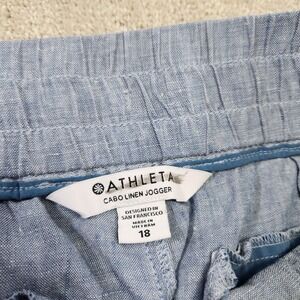 ATHLETA
CABO LINEN JOGGER
DESIGNED IN
SAN FRANCISCO
MADE IN
VIETNAM
18